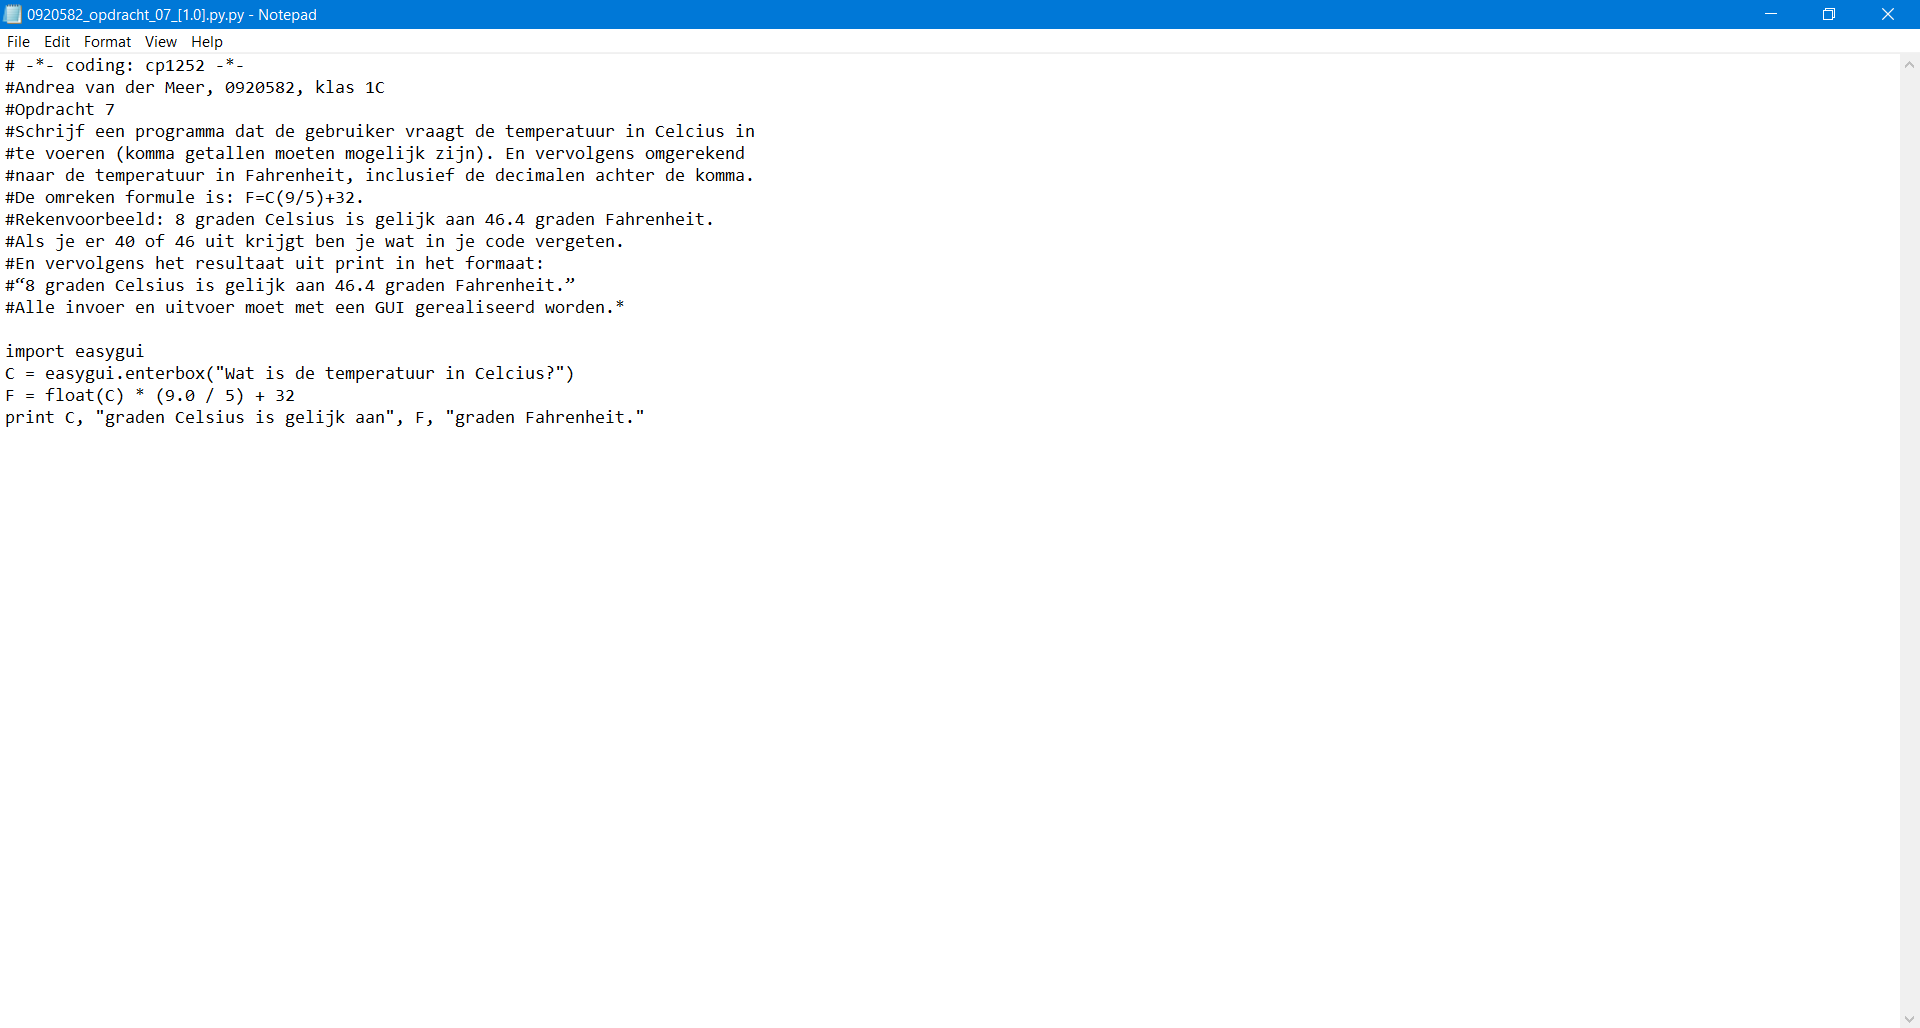 0920582_opdracht_07_[1.0].py.py - Notepad
File Edit Format View Help
# -*- coding: cp1252 -*-
#Andrea van der Meer, 0920582, klas 1C
#Opdracht 7
#Schrijf een programma dat de gebruiker vraagt de temperatuur in Celcius in
#te voeren (komma getallen moeten mogelijk zijn). En vervolgens omgerekend
#naar de temperatuur in Fahrenheit, inclusief de decimalen achter de komma.
#De omreken formule is: F=C(9/5)+32.
#Rekenvoorbeeld: 8 graden Celsius is gelijk aan 46.4 graden Fahrenheit.
#Als je er 40 of 46 uit krijgt ben je wat in je code vergeten.
#En vervolgens het resultaat uit print in het formaat:
#“8 graden Celsius is gelijk aan 46.4 graden Fahrenheit.”
#Alle invoer en uitvoer moet met een GUI gerealiseerd worden.*

import easygui
C = easygui.enterbox("Wat is de temperatuur in Celcius?")
F = float(C) * (9.0 / 5) + 32
print C, "graden Celsius is gelijk aan", F, "graden Fahrenheit."